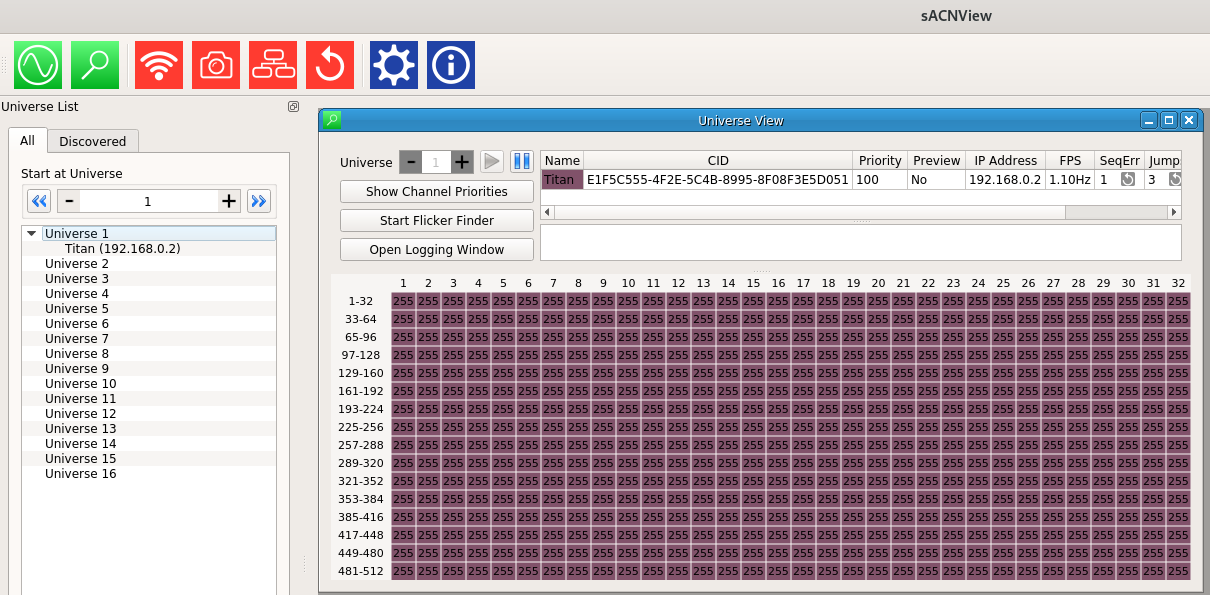 sACNView
Universe List
All Discovered
Start at Universe
- 1 +
Universe 1
Titan (192.168.0.2)
Universe 2
Universe 3
Universe 4
Universe 5
Universe 6
Universe 7
Universe 8
Universe 9
Universe 10
Universe 11
Universe 12
Universe 13
Universe 14
Universe 15
Universe 16
Universe View
Universe - 1 +
Show Channel Priorities
Start Flicker Finder
Open Logging Window
Name CID Priority Preview IP Address FPS SeqErr Jump
Titan E1F5C555-4F2E-5C4B-8995-8F08F3E5D051 100 No 192.168.0.2 1.10Hz 1 3
1 2 3 4 5 6 7 8 9 10 11 12 13 14 15 16 17 18 19 20 21 22 23 24 25 26 27 28 29 30 31 32
1-32 255 255 255 255 255 255 255 255 255 255 255 255 255 255 255 255 255 255 255 255 255 255 255 255 255 255 255 255 255 255 255 255
33-64 255 255 255 255 255 255 255 255 255 255 255 255 255 255 255 255 255 255 255 255 255 255 255 255 255 255 255 255 255 255 255 255
65-96 255 255 255 255 255 255 255 255 255 255 255 255 255 255 255 255 255 255 255 255 255 255 255 255 255 255 255 255 255 255 255 255
97-128 255 255 255 255 255 255 255 255 255 255 255 255 255 255 255 255 255 255 255 255 255 255 255 255 255 255 255 255 255 255 255 255
129-160 255 255 255 255 255 255 255 255 255 255 255 255 255 255 255 255 255 255 255 255 255 255 255 255 255 255 255 255 255 255 255 255
161-192 255 255 255 255 255 255 255 255 255 255 255 255 255 255 255 255 255 255 255 255 255 255 255 255 255 255 255 255 255 255 255 255
193-224 255 255 255 255 255 255 255 255 255 255 255 255 255 255 255 255 255 255 255 255 255 255 255 255 255 255 255 255 255 255 255 255
225-256 255 255 255 255 255 255 255 255 255 255 255 255 255 255 255 255 255 255 255 255 255 255 255 255 255 255 255 255 255 255 255 255
257-288 255 255 255 255 255 255 255 255 255 255 255 255 255 255 255 255 255 255 255 255 255 255 255 255 255 255 255 255 255 255 255 255
289-320 255 255 255 255 255 255 255 255 255 255 255 255 255 255 255 255 255 255 255 255 255 255 255 255 255 255 255 255 255 255 255 255
321-352 255 255 255 255 255 255 255 255 255 255 255 255 255 255 255 255 255 255 255 255 255 255 255 255 255 255 255 255 255 255 255 255
353-384 255 255 255 255 255 255 255 255 255 255 255 255 255 255 255 255 255 255 255 255 255 255 255 255 255 255 255 255 255 255 255 255
385-416 255 255 255 255 255 255 255 255 255 255 255 255 255 255 255 255 255 255 255 255 255 255 255 255 255 255 255 255 255 255 255 255
417-448 255 255 255 255 255 255 255 255 255 255 255 255 255 255 255 255 255 255 255 255 255 255 255 255 255 255 255 255 255 255 255 255
449-480 255 255 255 255 255 255 255 255 255 255 255 255 255 255 255 255 255 255 255 255 255 255 255 255 255 255 255 255 255 255 255 255
481-512 255 255 255 255 255 255 255 255 255 255 255 255 255 255 255 255 255 255 255 255 255 255 255 255 255 255 255 255 255 255 255 255